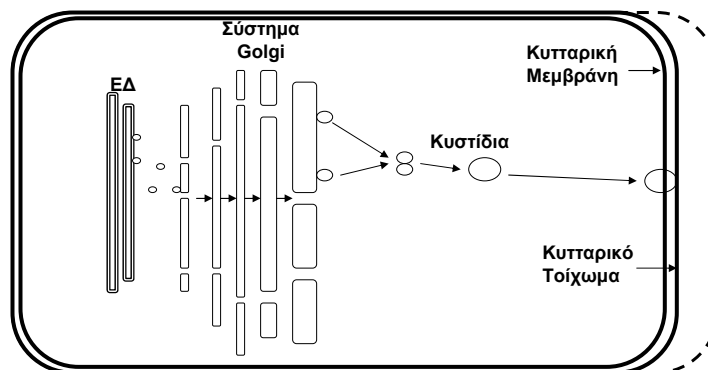 Σύστημα
Golgi
ΕΔ
Κυτταρική
Μεμβράνη
Κυστίδια
Κυτταρικό
Τοίχωμα